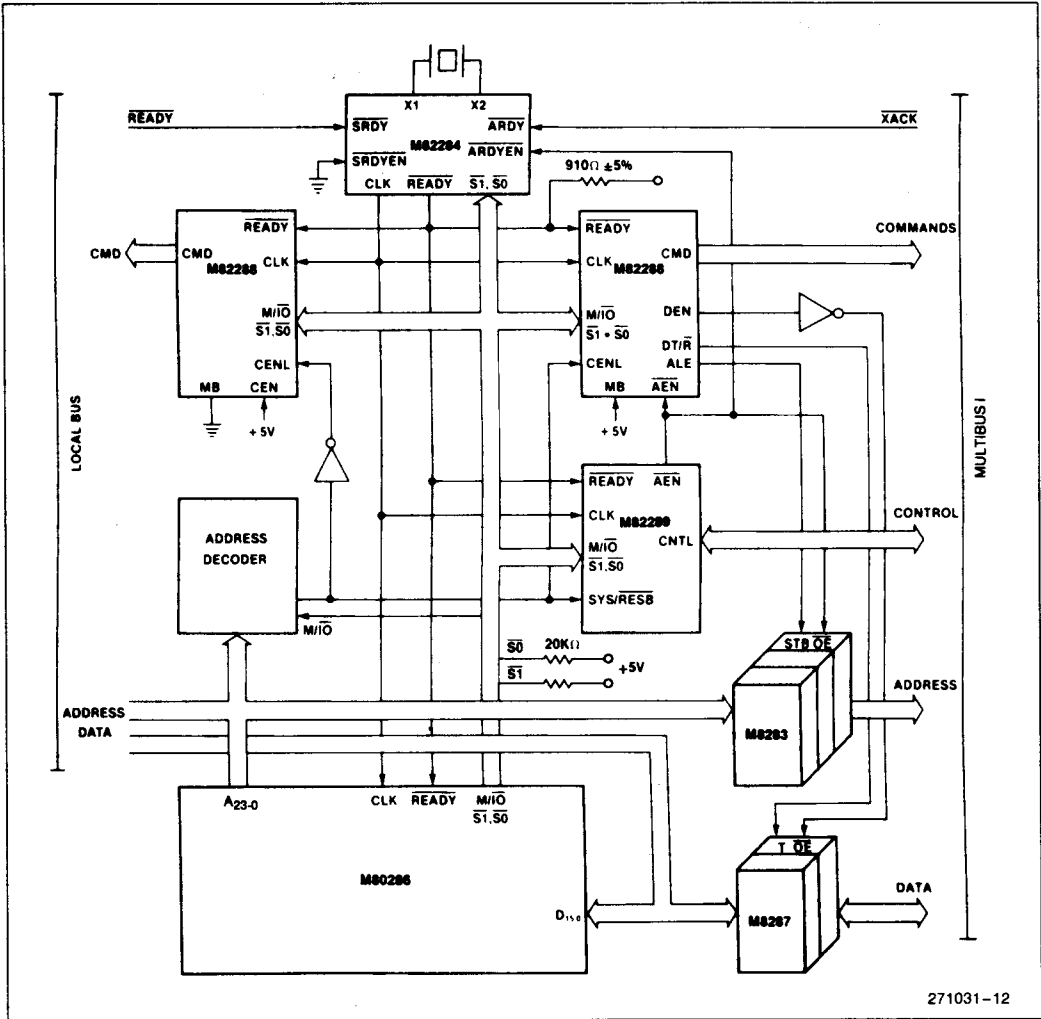 X1 X2
READY
SRDY
ARDY
XACK
M82284
SRDYEN
ARDYEN
CLK READY S1, S0
910Ω ±5%
READY
CMD
CMD
M82288
CLK
M/IO
S1,S0
CENL
MB CEN
+5V
READY
COMMANDS
CMD
CLK
M82288
DEN
M/IO
S1 • S0
DT/R
CENL
ALE
MB AEN
+5V
LOCAL BUS
MULTIBUS I
READY AEN
CLK
M82289
CONTROL
M/IO
CNTL
S1,S0
SYS/RESB
ADDRESS
DECODER
M/IO
S0 20KΩ
+5V
S1
STB OE
ADDRESS
DATA
ADDRESS
M8283
A23-0
CLK READY M/IO
S1,S0
M80286
T OE
D15 0
DATA
M8287
271031-12